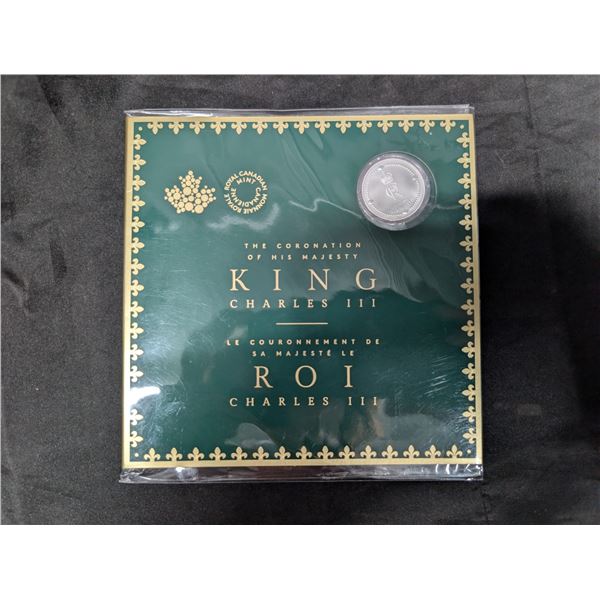 ROYAL CANADIAN MINT
MONNAIE ROYALE CANADIENNE
THE CORONATION
OF HIS MAJESTY
KING
CHARLES III
LE COURONNEMENT DE
SA MAJESTÉ LE
ROI
CHARLES III